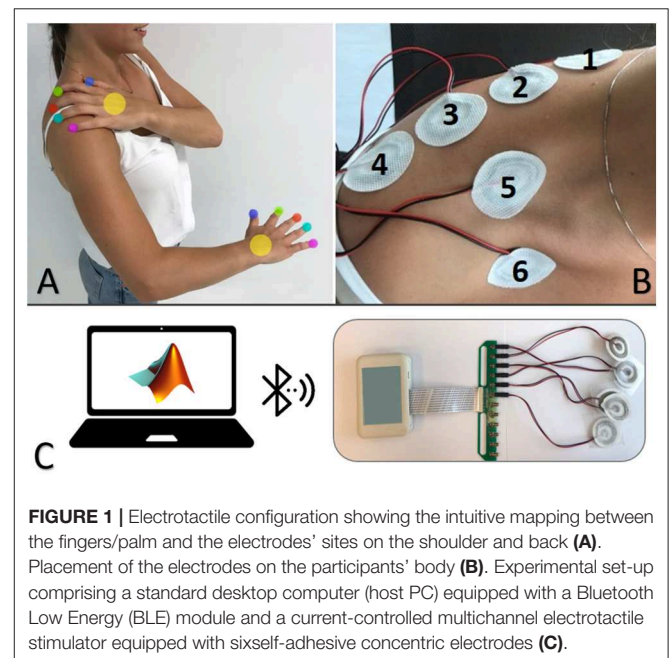 A
1
2
3
4
5
6
B
C
FIGURE 1 | Electrotactile configuration showing the intuitive mapping between
the fingers/palm and the electrodes’ sites on the shoulder and back (A).
Placement of the electrodes on the participants’ body (B). Experimental set-up
comprising a standard desktop computer (host PC) equipped with a Bluetooth
Low Energy (BLE) module and a current-controlled multichannel electrotactile
stimulator equipped with sixself-adhesive concentric electrodes (C).